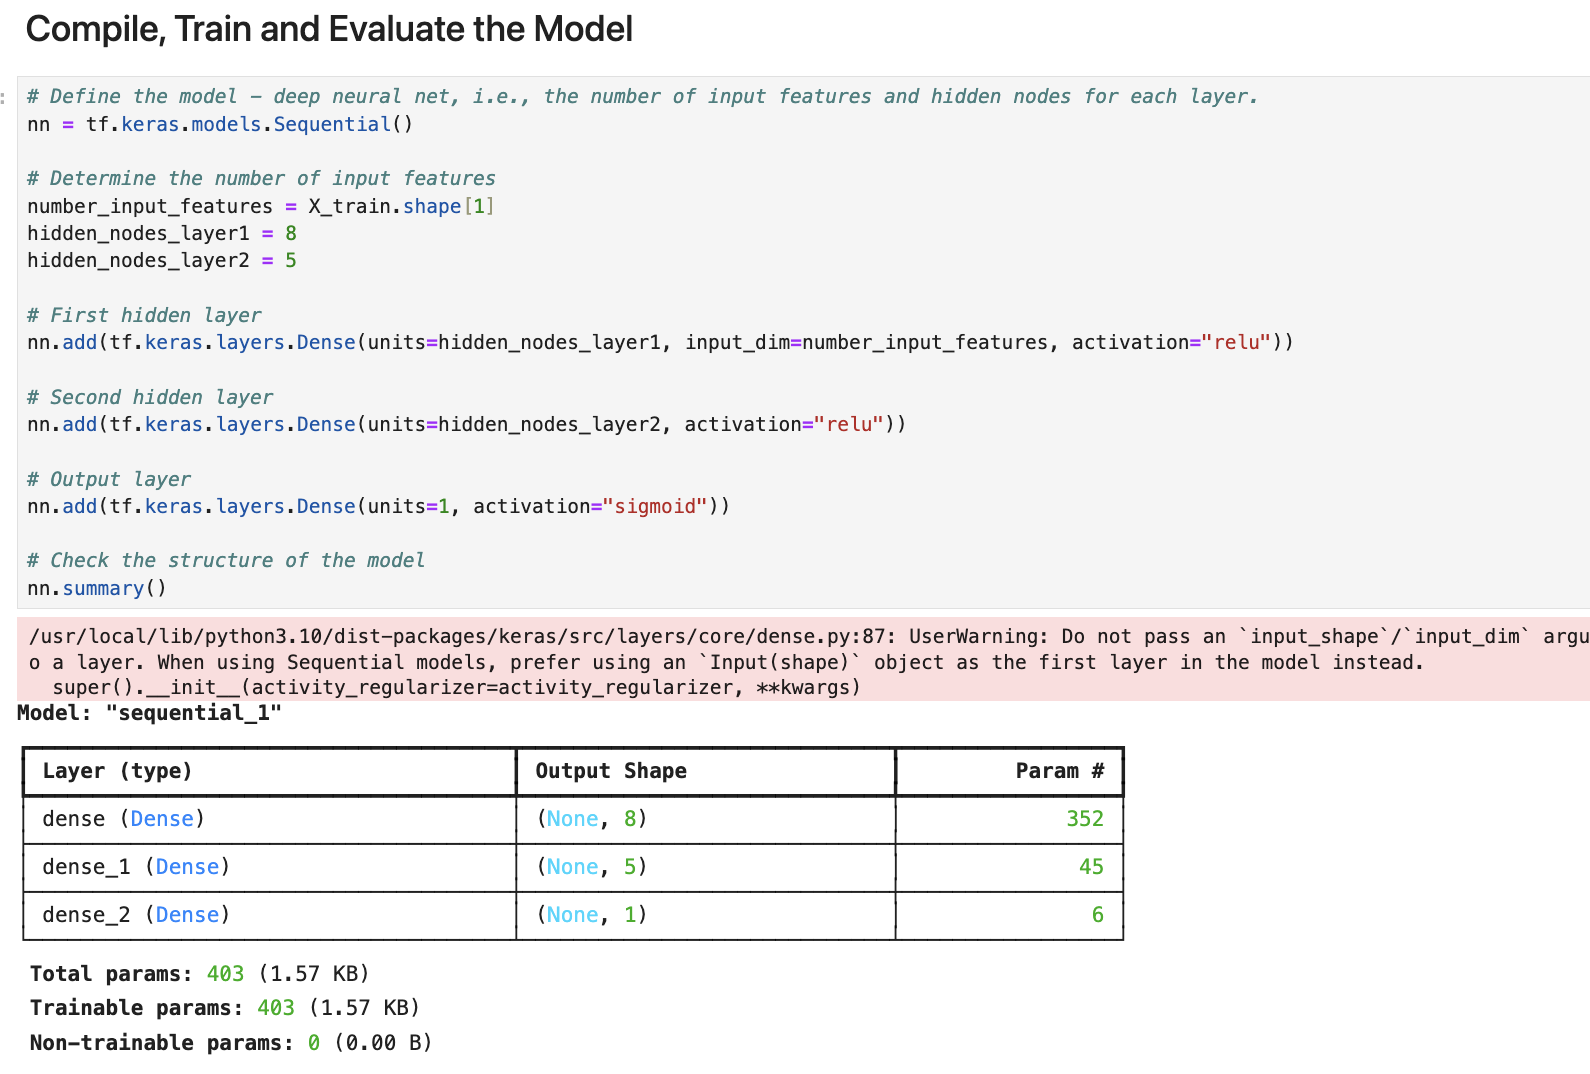 Compile, Train and Evaluate the Model
:
# Define the model – deep neural net, i.e., the number of input features and hidden nodes for each layer.
nn = tf.keras.models.Sequential()
# Determine the number of input features
number_input_features = X_train.shape[1]
hidden_nodes_layer1 = 8
hidden_nodes_layer2 = 5
# First hidden layer
nn.add(tf.keras.layers.Dense(units=hidden_nodes_layer1, input_dim=number_input_features, activation="relu"))
# Second hidden layer
nn.add(tf.keras.layers.Dense(units=hidden_nodes_layer2, activation="relu"))
# Output layer
nn.add(tf.keras.layers.Dense(units=1, activation="sigmoid"))
# Check the structure of the model
nn.summary()
/usr/local/lib/python3.10/dist-packages/keras/src/layers/core/dense.py:87: UserWarning: Do not pass an `input_shape`/`input_dim` argu
o a layer. When using Sequential models, prefer using an `Input(shape)` object as the first layer in the model instead.
super().__init__(activity_regularizer=activity_regularizer, **kwargs)
Model: "sequential_1"
Layer (type) Output Shape Param #
dense (Dense) (None, 8) 352
dense_1 (Dense) (None, 5) 45
dense_2 (Dense) (None, 1) 6
Total params: 403 (1.57 KB)
Trainable params: 403 (1.57 KB)
Non-trainable params: 0 (0.00 B)